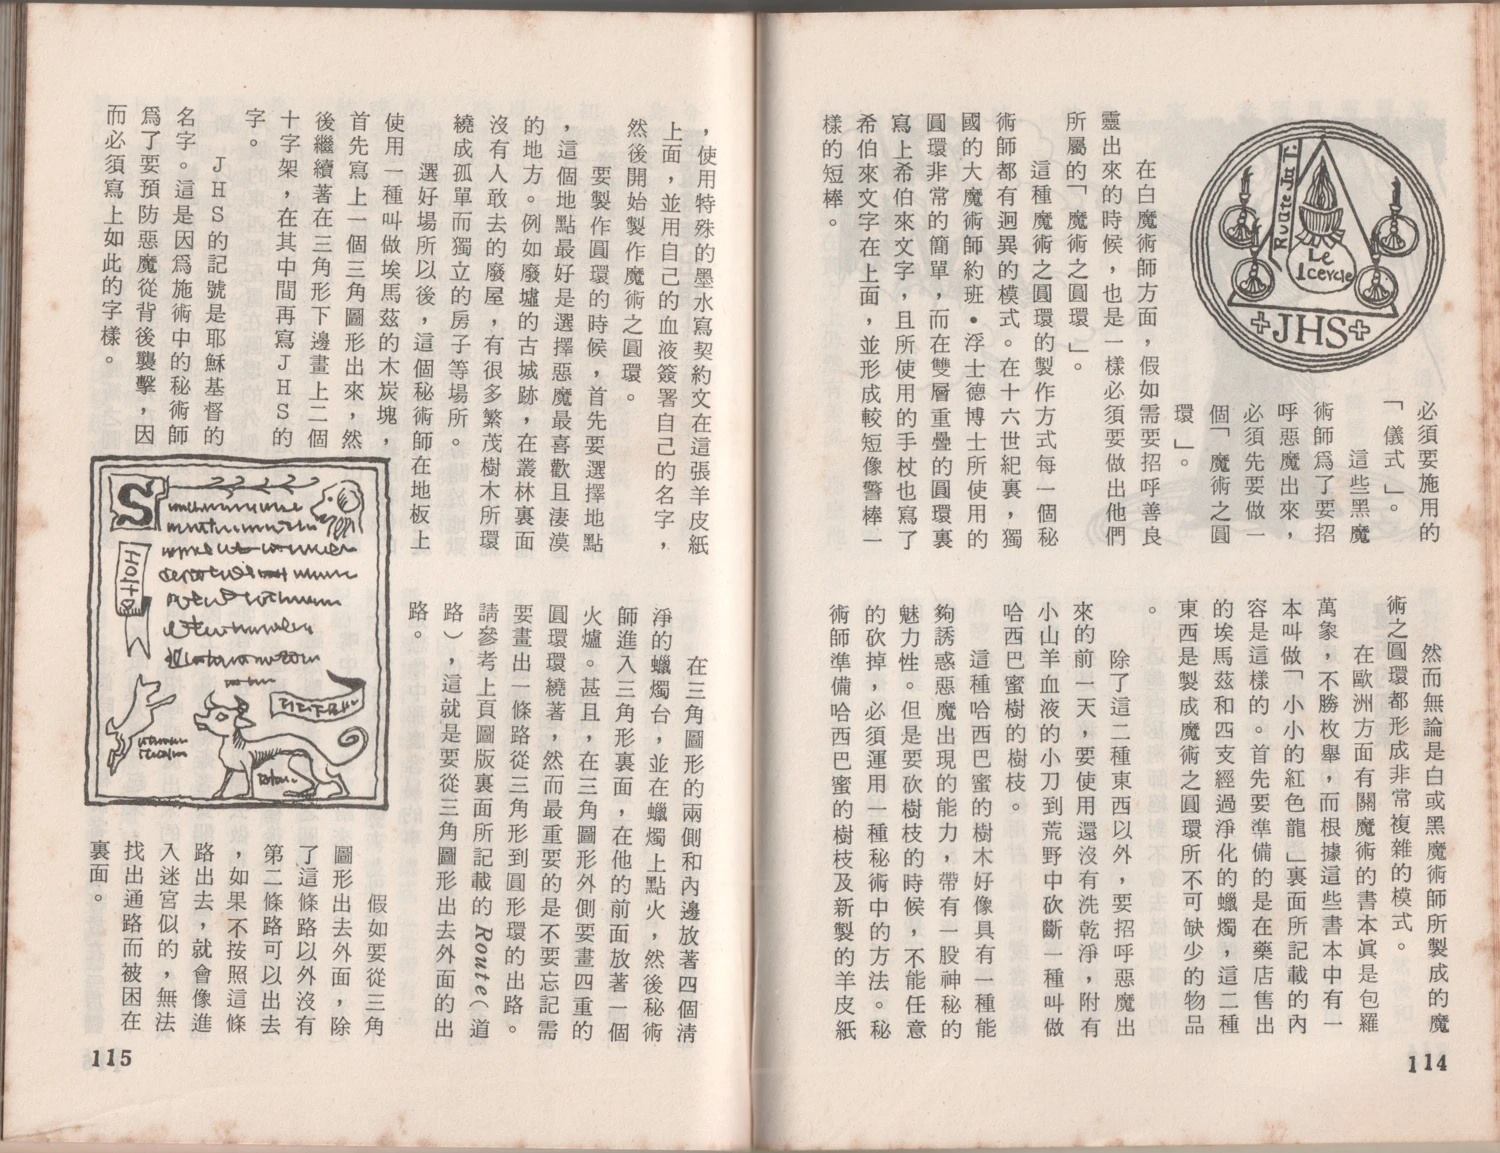 Route Ju I.
Le
1cercle
JHS
必須要施用的
「儀式」。
這些黑魔
術師爲了要招
呼惡魔出來，
必須先要做一
個「魔術之圓
環」。
在白魔術師方面，假如需要招呼善良
靈出來的時候，也是一樣必須要做出他們
所屬的「魔術之圓環」。
這種魔術之圓環的製作方式每一個秘
術師都有迥異的模式。在十六世紀裏，獨
國的大魔術師約班•浮士德博士所使用的
圓環非常的簡單，而在雙層重疊的圓環裏
寫上希伯來文字，且所使用的手杖也寫了
希伯來文字在上面，並形成較短像警棒一
樣的短棒。
然而無論是白或黑魔術師所製成的魔
術之圓環都形成非常複雜的模式。
在歐洲方面有關魔術的書本眞是包羅
萬象，不勝枚舉，而根據這些書本中有一
本叫做「小小的紅色龍」裏面所記載的內
容是這樣的。首先要準備的是在藥店售出
的埃馬茲和四支經過淨化的蠟燭，這二種
東西是製成魔術之圓環所不可缺少的物品
。
除了這二種東西以外，要招呼惡魔出
來的前一天，要使用還沒有洗乾淨，附有
小山羊血液的小刀到荒野中砍斷一種叫做
哈西巴蜜樹的樹枝。
這種哈西巴蜜的樹木好像具有一種能
夠誘惑惡魔出現的能力，帶有一股神秘的
魅力性。但是要砍樹枝的時候，不能任意
的砍掉，必須運用一種秘術中的方法。秘
術師準備哈西巴蜜的樹枝及新製的羊皮紙
114
，使用特殊的墨水寫契約文在這張羊皮紙
上面，並用自己的血液簽署自己的名字，
然後開始製作魔術之圓環。
要製作圓環的時候，首先要選擇地點
，這個地點最好是選擇惡魔最喜歡且淒漠
的地方。例如廢墟的古城跡，在叢林裏面
沒有人敢去的廢屋，有很多繁茂樹木所環
繞成孤單而獨立的房子等場所。
選好場所以後，這個秘術師在地板上
使用一種叫做埃馬茲的木炭塊，
首先寫上一個三角圖形出來，然
後繼續著在三角形下邊畫上二個
十字架，在其中間再寫JHS的
字。
JHS的記號是耶穌基督的
名字。這是因爲施術中的秘術師
爲了要預防惡魔從背後襲擊，因
而必須寫上如此的字樣。
在三角圖形的兩側和內邊放著四個淸
淨的蠟燭台，並在蠟燭上點火，然後秘術
師進入三角形裏面，在他的前面放著一個
火爐。甚且，在三角圖形外側要畫四重的
圓環環繞著，然而最重要的是不要忘記需
要畫出一條路從三角形到圓形環的出路。
請參考上頁圖版裏面所記載的Route（道
路），這就是要從三角圖形出去外面的出
路。
假如要從三角
圖形出去外面，除
了這條路以外沒有
第二條路可以出去
，如果不按照這條
路出去，就會像進
入迷宮似的，無法
找出通路而被困在
裏面。
S
115